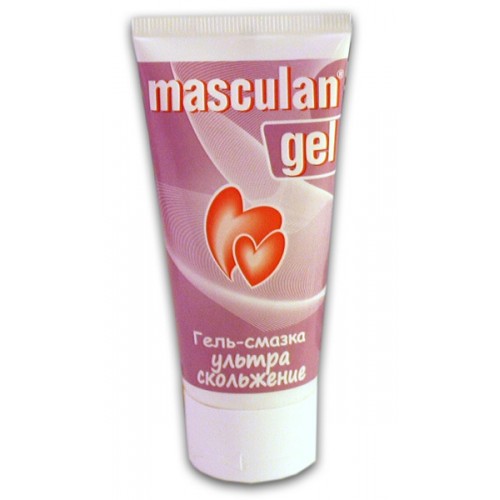 masculan®
gel
Гель-смазка
ультра
скольжение